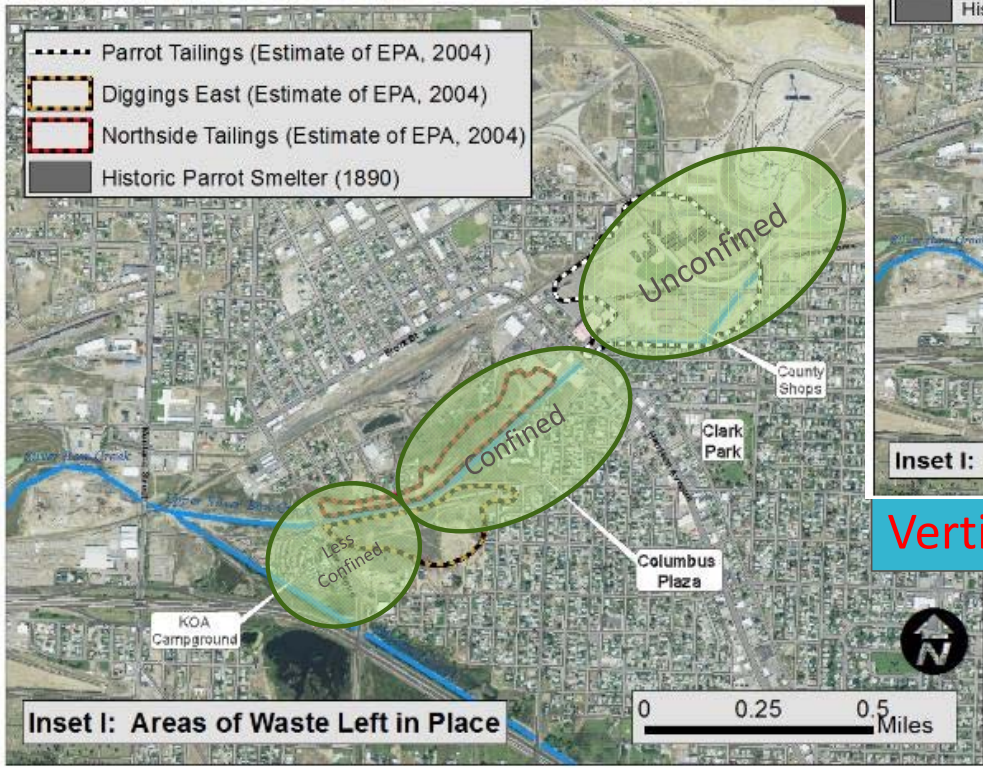 Parrot Tailings (Estimate of EPA, 2004)
Diggings East (Estimate of EPA, 2004)
Northside Tailings (Estimate of EPA, 2004)
Historic Parrot Smelter (1890)
His
Unconfined
County
Shops
Clark
Park
Confined
Less
Confined
Columbus
Plaza
KOA
Campground
Inset I: Areas of Waste Left in Place
0 0.25 0.5
Miles
N
Inset I:
Verti